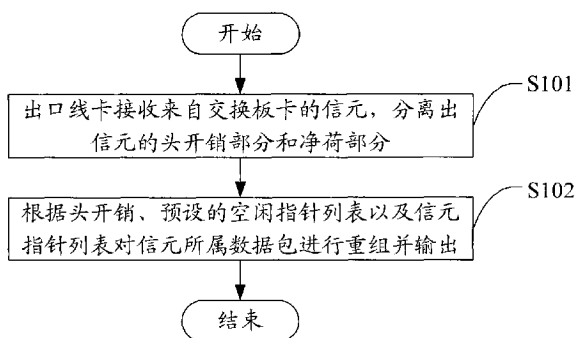 开始
出口线卡接收来自交换板卡的信元，分离出
信元的头开销部分和净荷部分
S101
根据头开销、预设的空闲指针列表以及信元
指针列表对信元所属数据包进行重组并输出
S102
结束